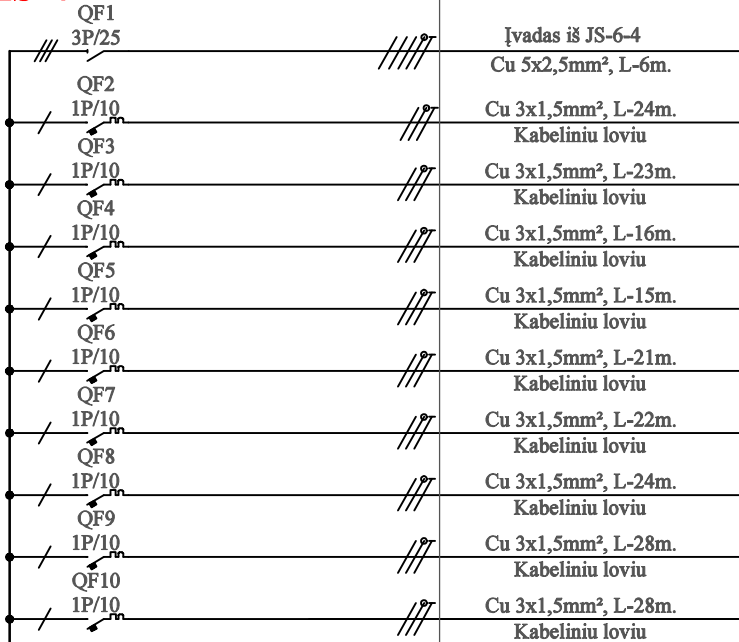 QF1
3P/25
Įvadas iš JS-6-4
Cu 5x2,5mm², L-6m.
QF2
1P/10
Cu 3x1,5mm², L-24m.
Kabeliniu loviu
QF3
1P/10
Cu 3x1,5mm², L-23m.
Kabeliniu loviu
QF4
1P/10
Cu 3x1,5mm², L-16m.
Kabeliniu loviu
QF5
1P/10
Cu 3x1,5mm², L-15m.
Kabeliniu loviu
QF6
1P/10
Cu 3x1,5mm², L-21m.
Kabeliniu loviu
QF7
1P/10
Cu 3x1,5mm², L-22m.
Kabeliniu loviu
QF8
1P/10
Cu 3x1,5mm², L-24m.
Kabeliniu loviu
QF9
1P/10
Cu 3x1,5mm², L-28m.
Kabeliniu loviu
QF10
1P/10
Cu 3x1,5mm², L-28m.
Kabeliniu loviu